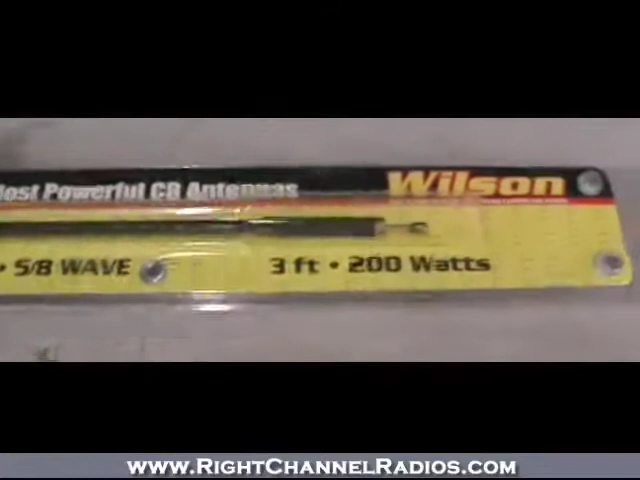 Most Powerful CB Antennas
Wilson
• 5/8 WAVE
3 ft • 200 Watts
www.RightChannelRadios.com